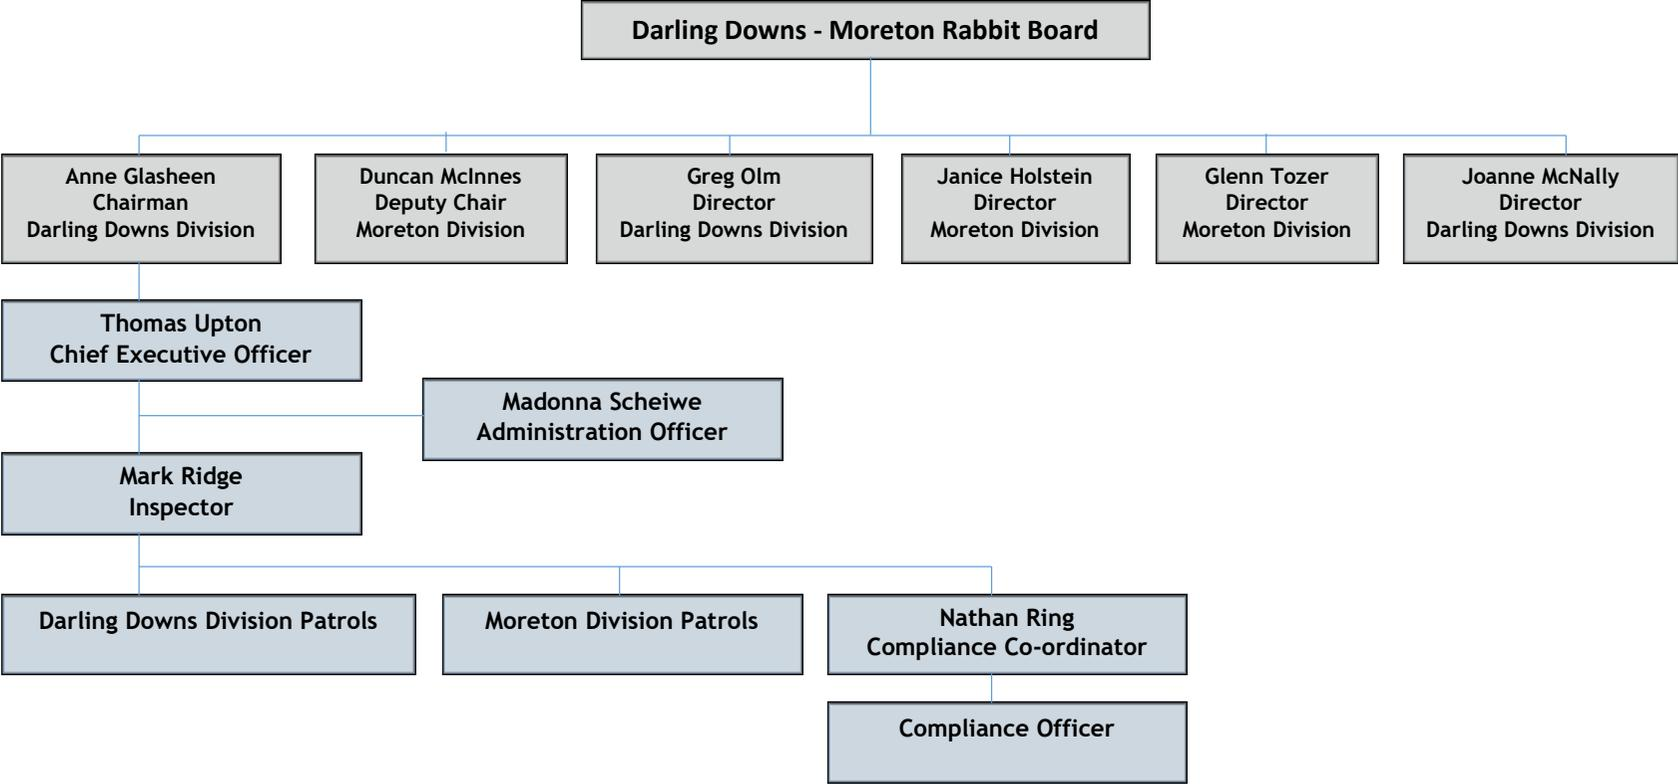 Darling Downs - Moreton Rabbit Board
Anne Glasheen
Chairman
Darling Downs Division
Duncan McInnes
Deputy Chair
Moreton Division
Greg Olm
Director
Darling Downs Division
Janice Holstein
Director
Moreton Division
Glenn Tozer
Director
Moreton Division
Joanne McNally
Director
Darling Downs Division
Thomas Upton
Chief Executive Officer
Madonna Scheiwe
Administration Officer
Mark Ridge
Inspector
Darling Downs Division Patrols
Moreton Division Patrols
Nathan Ring
Compliance Co-ordinator
Compliance Officer